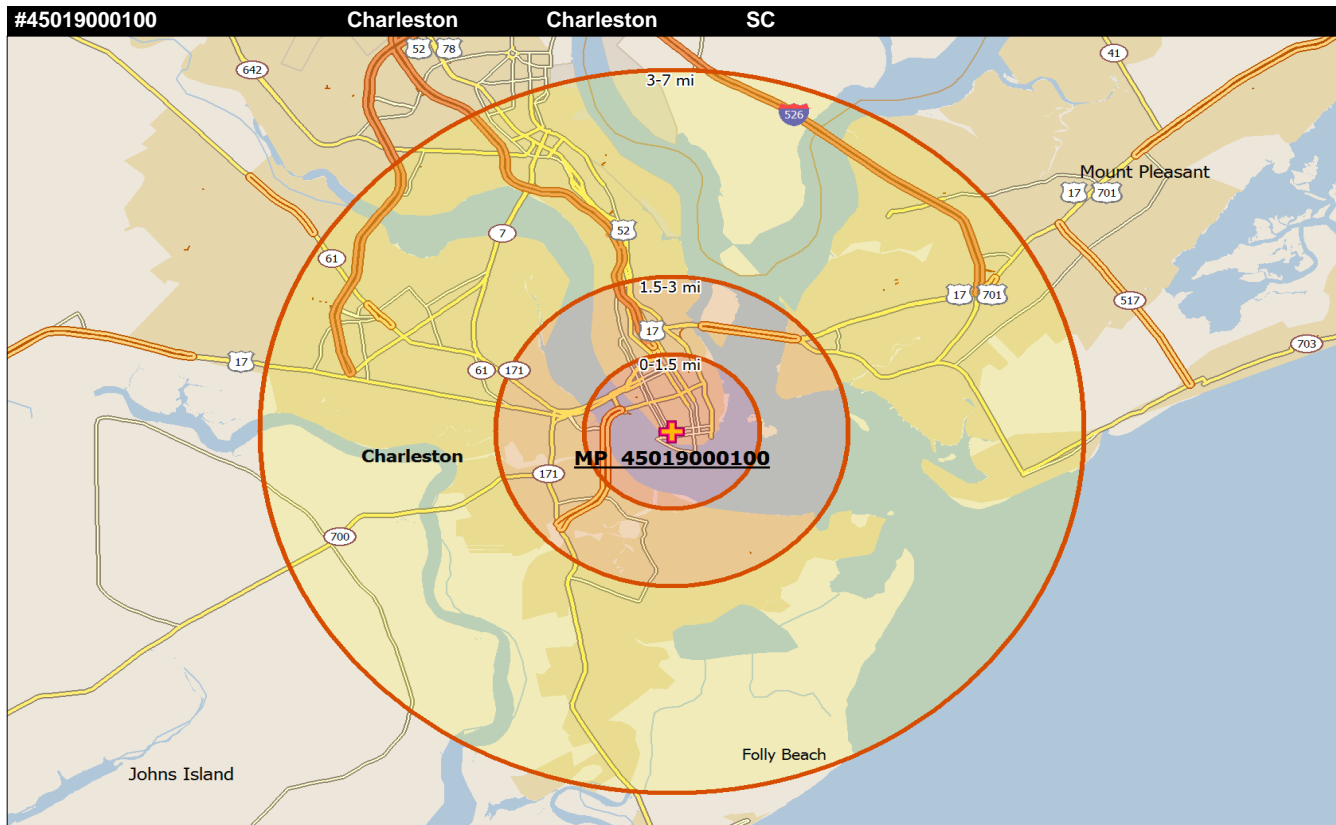 #45019000100 Charleston Charleston SC
52 78
41
642
3-7 mi
526
Mount Pleasant
17 701
7
52
61
1.5-3 mi
17 701
517
17
703
17
0-1.5 mi
61 171
Charleston
MP 45019000100
171
700
Folly Beach
Johns Island